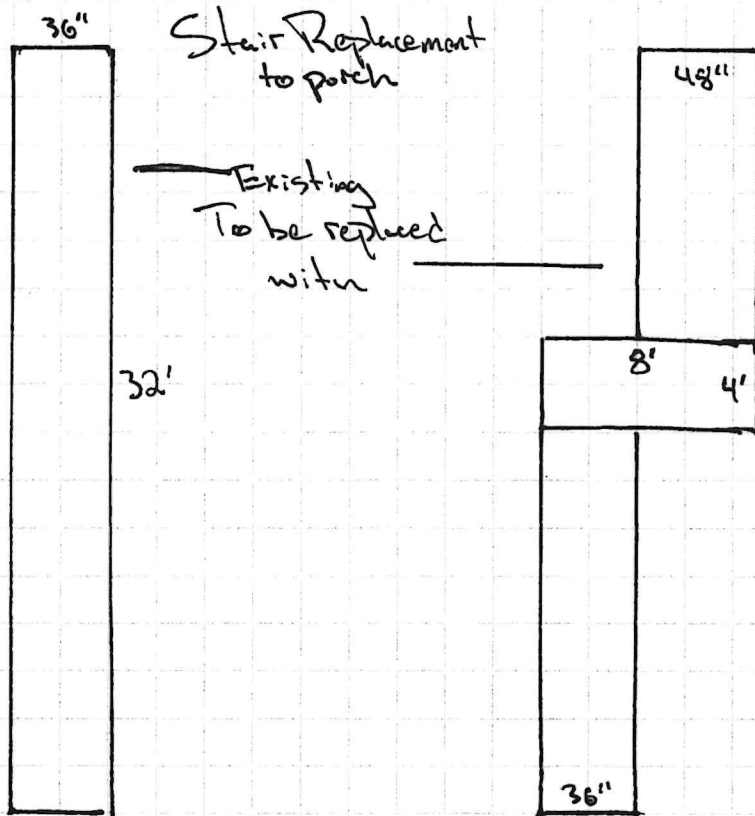 36"
Stair Replacement
to porch
48"
Existing
To be replaced
with
32'
8'
4'
36"